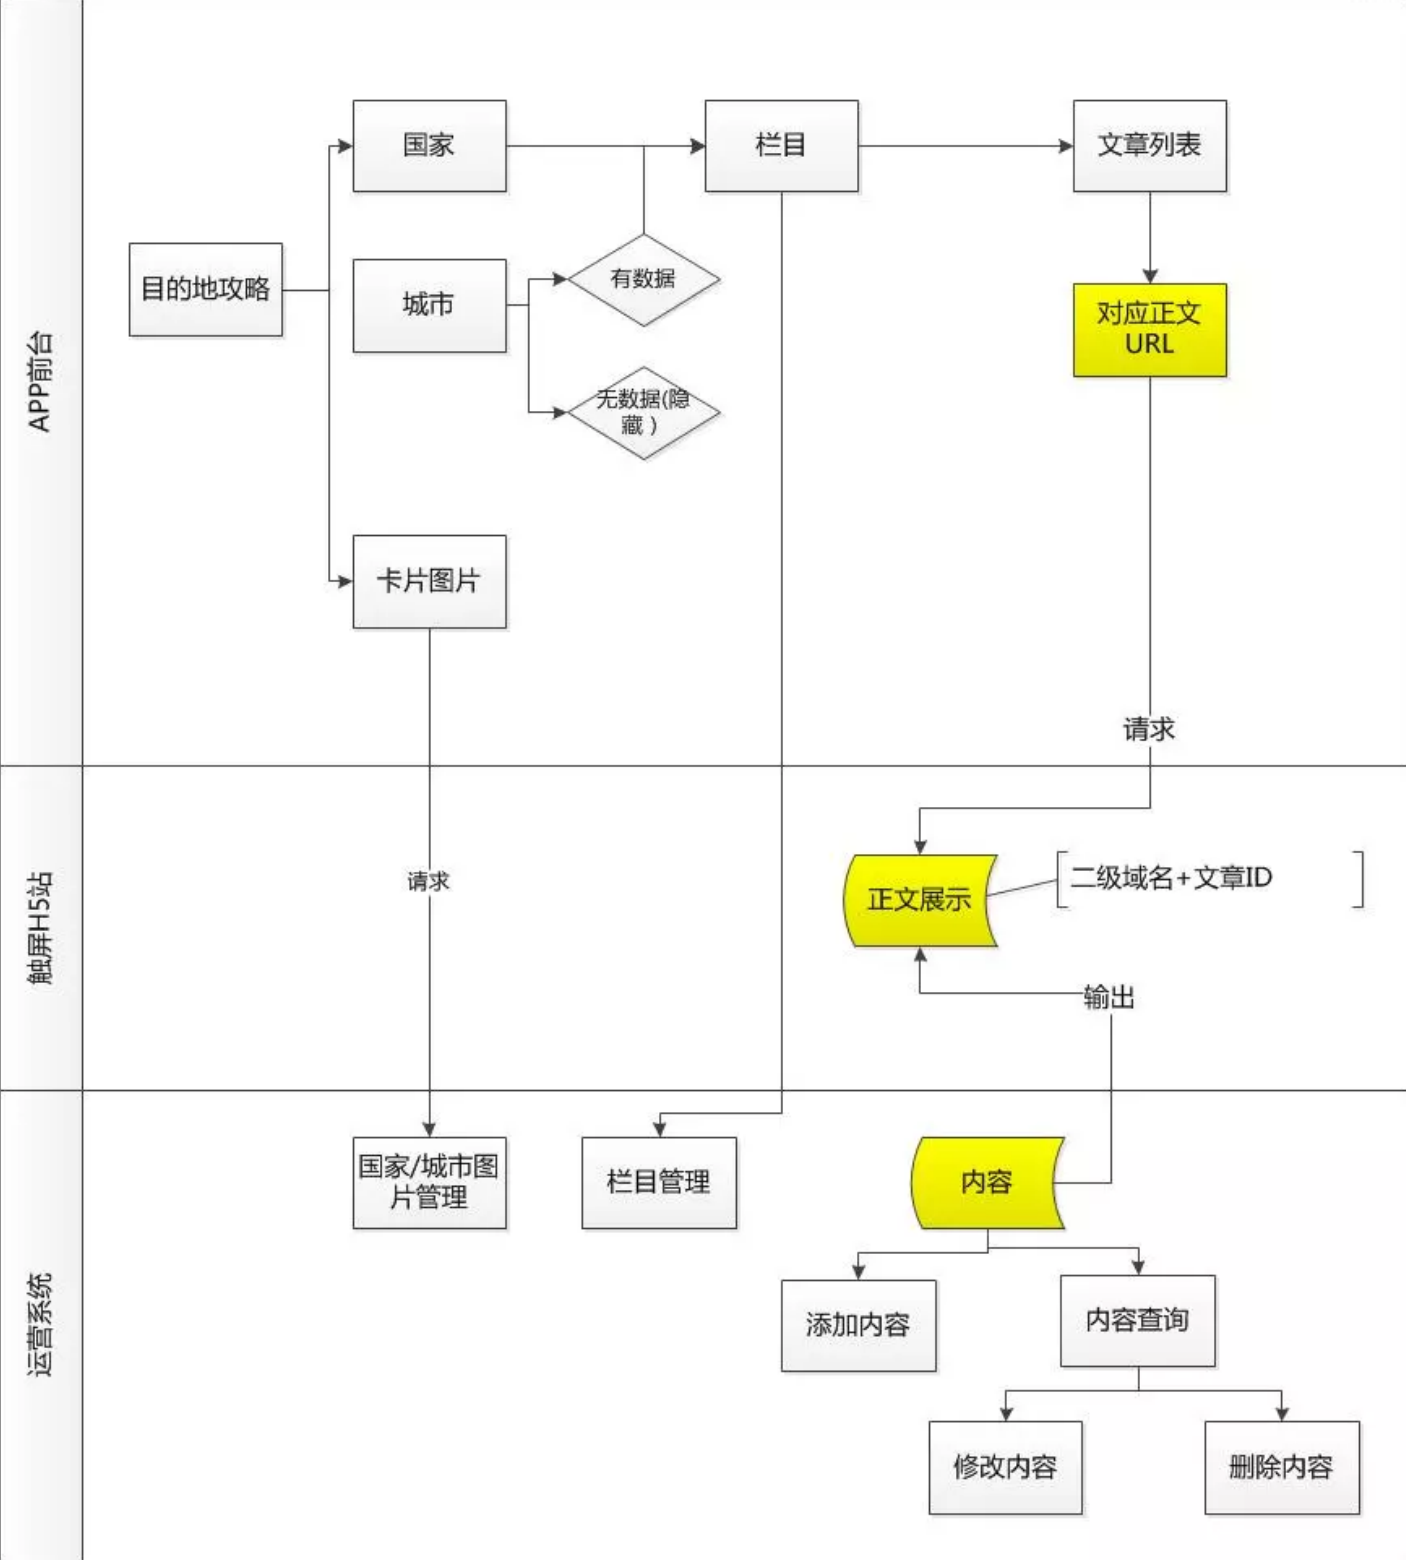 APP前台
国家
栏目
文章列表
目的地攻略
城市
有数据
对应正文
URL
无数据(隐
藏）
卡片图片
请求
触屏H5站
请求
正文展示
二级域名+文章ID
输出
运营系统
国家/城市图
片管理
栏目管理
内容
添加内容
内容查询
修改内容
删除内容